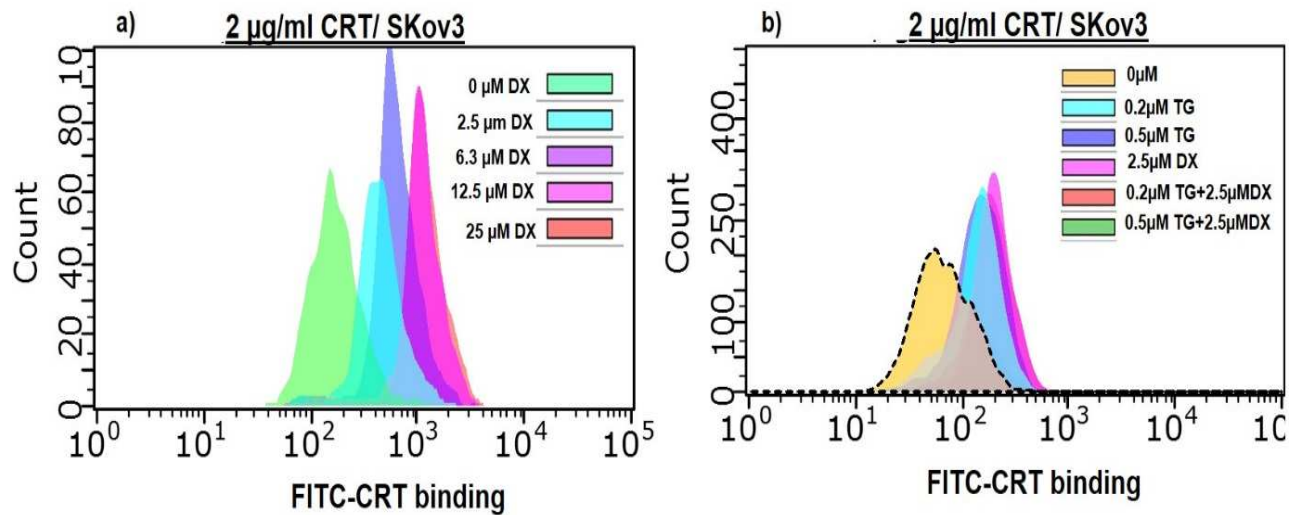 a)
2 µg/ml CRT/ SKov3
10
80
60
40
20
0
Count
0 µM DX
2.5 µm DX
6.3 µM DX
12.5 µM DX
25 µM DX
10^0 10^1 10^2 10^3 10^4 10^5
FITC-CRT binding
b)
2 µg/ml CRT/ SKov3
400
250
100
0
Count
0µM
0.2µM TG
0.5µM TG
2.5µM DX
0.2µM TG+2.5µMDX
0.5µM TG+2.5µMDX
10^0 10^1 10^2 10^3 10^4 10
FITC-CRT binding